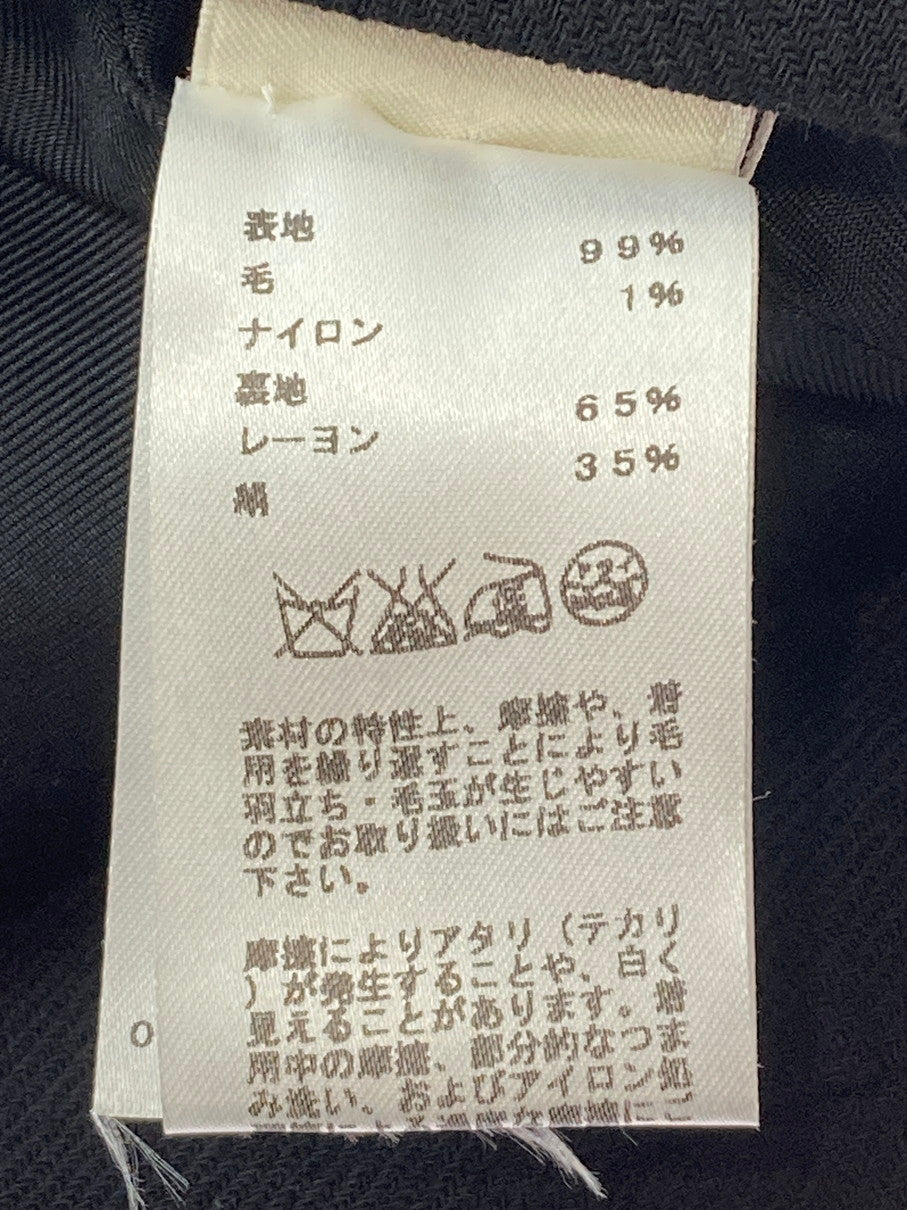 表地
毛 99%
ナイロン 1%
裏地
レーヨン 65%
35%
ドライ
素材の特性上、摩擦や、着
用を繰り返すことにより毛
羽立ち・毛玉が生じやすい
のでお取り扱いにはご注意
下さい。
摩擦によりアタリ（テカリ
）が発生することや、白く
見えることがあります。着
用中の摩擦、部分的なつま
み洗い、およびアイロン処
0